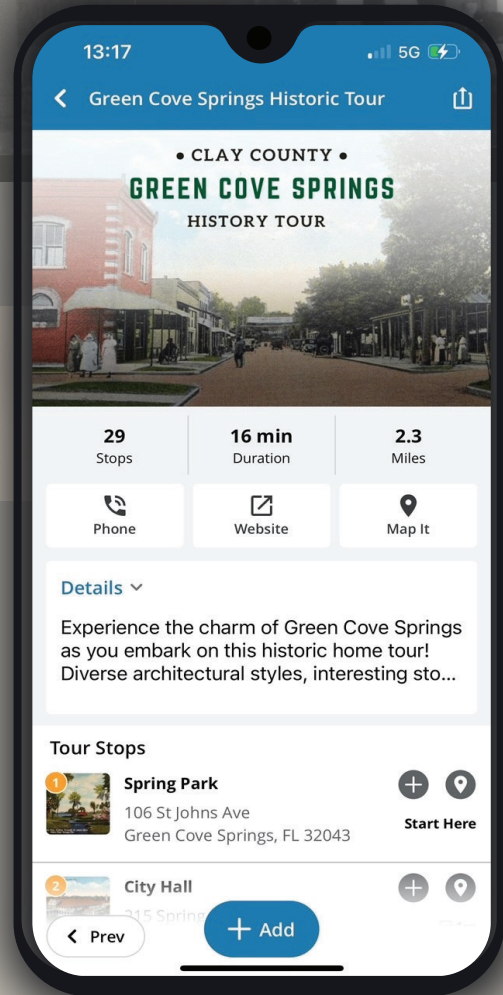 13:17
5G
Green Cove Springs Historic Tour
• CLAY COUNTY •
GREEN COVE SPRINGS
HISTORY TOUR
29
Stops
16 min
Duration
2.3
Miles
Phone
Website
Map It
Details
Experience the charm of Green Cove Springs
as you embark on this historic home tour!
Diverse architectural styles, interesting sto...
Tour Stops
1
Spring Park
106 St Johns Ave
Green Cove Springs, FL 32043
Start Here
2
City Hall
315 Spring
Prev
+ Add